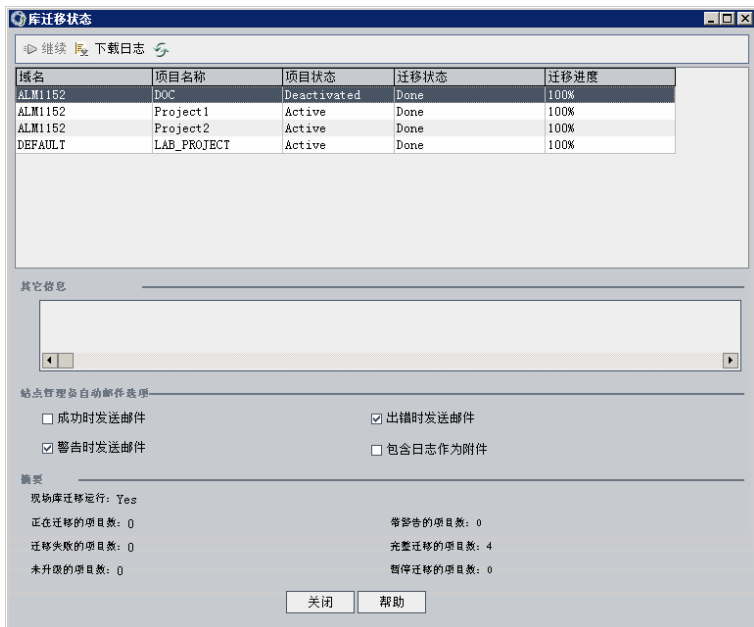 库迁移状态
继续 下载日志
域名 项目名称 项目状态 迁移状态 迁移进度
ALM1152 DOC Deactivated Done 100%
ALM1152 Project1 Active Done 100%
ALM1152 Project2 Active Done 100%
DEFAULT LAB_PROJECT Active Done 100%
其它信息
站点管理员自动邮件选项
成功时发送邮件 出错时发送邮件
警告时发送邮件 包含日志作为附件
摘要
现场库迁移运行: Yes
正在迁移的项目数: 0 带警告的项目数: 0
迁移失败的项目数: 0 完整迁移的项目数: 4
未升级的项目数: 0 暂停迁移的项目数: 0
关闭 帮助